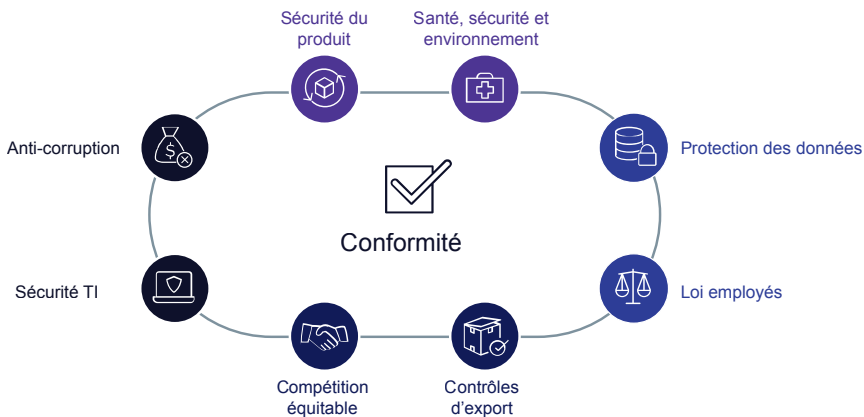 Sécurité du
produit
Santé, sécurité et
environnement
Anti-corruption
$
Protection des données
Conformité
Sécurité TI
Loi employés
Compétition
équitable
Contrôles
d'export